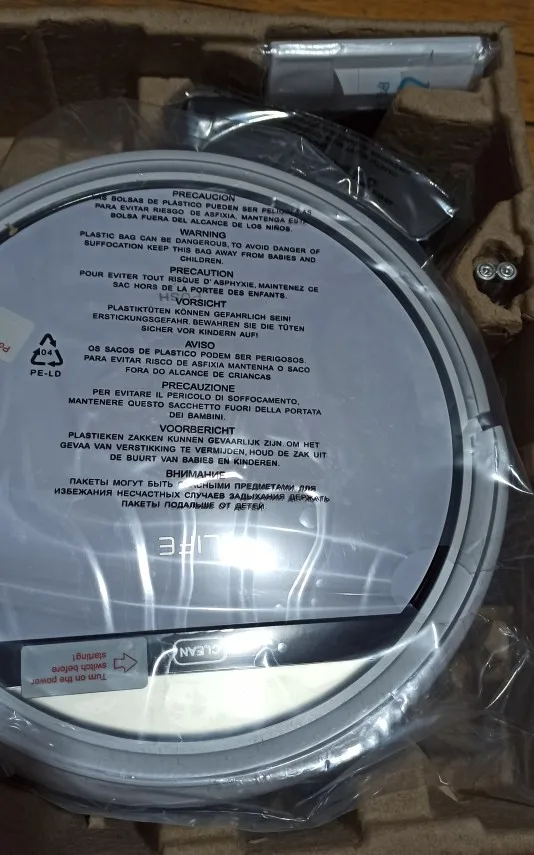 PRECAUCION
AS BOLSAS DE PLÁSTICO PUEDEN SER PELIGROSAS
PARA EVITAR RIESGO DE ASFIXIA, MANTENGA ESTE
BOLSA FUERA DEL ALCANCE DE LOS NIÑOS.
WARNING
PLASTIC BAG CAN BE DANGEROUS, TO AVOID DANGER OF
SUFFOCATION KEEP THIS BAG AWAY FROM BABIES AND
CHILDREN.
PRECAUTION
POUR EVITER TOUT RISQUE D' ASPHYXIE, MAINTENEZ CE
SAC HORS DE LA PORTEE DES ENFANTS.
PUSH
VORSICHT
PLASTIKTÜTEN KÖNNEN GEFAHRLICH SEIN!
ERSTICKUNGSGEFAHR. BEWAHREN SIE DIE TÜTEN
SICHER VOR KINDERN AUF!
AVISO
OS SACOS DE PLASTICO PODEM SER PERIGOSOS.
PARA EVITAR RISCO DE ASFIXIA MANTENHA O SACO
FORA DO ALCANCE DE CRIANCAS
04
PE-LD
PRECAUZIONE
PER EVITARE IL PERICOLO DI SOFFOCAMENTO,
MANTENERE QUESTO SACCHETTO FUORI DELLA PORTATA
DEI BAMBINI.
VOORBERICHT
PLASTIEKEN ZAKKEN KUNNEN GEVAARLIJK ZIJN OM HET
GEVAA VAN VERSTIKKING TE VERMIJDEN, HOUD DE ZAK UIT
DE BUURT VAN BABIES EN KINDEREN.
ВНИМАНИЕ
ПАКЕТЫ МОГУТ БЫТЬ ОПАСНЫМИ ПРЕДМЕТАМИ ДЛЯ
ИЗБЕЖАНИЯ НЕСЧАСТНЫХ СЛУЧАЕВ ЗАДЫХАНИЯ ДЕРЖАТЬ
ПАКЕТЫ ПОДАЛЬШЕ ОТ ДЕТЕЙ
LIFE
CLEAN
Turn on the power
switch before
starting!